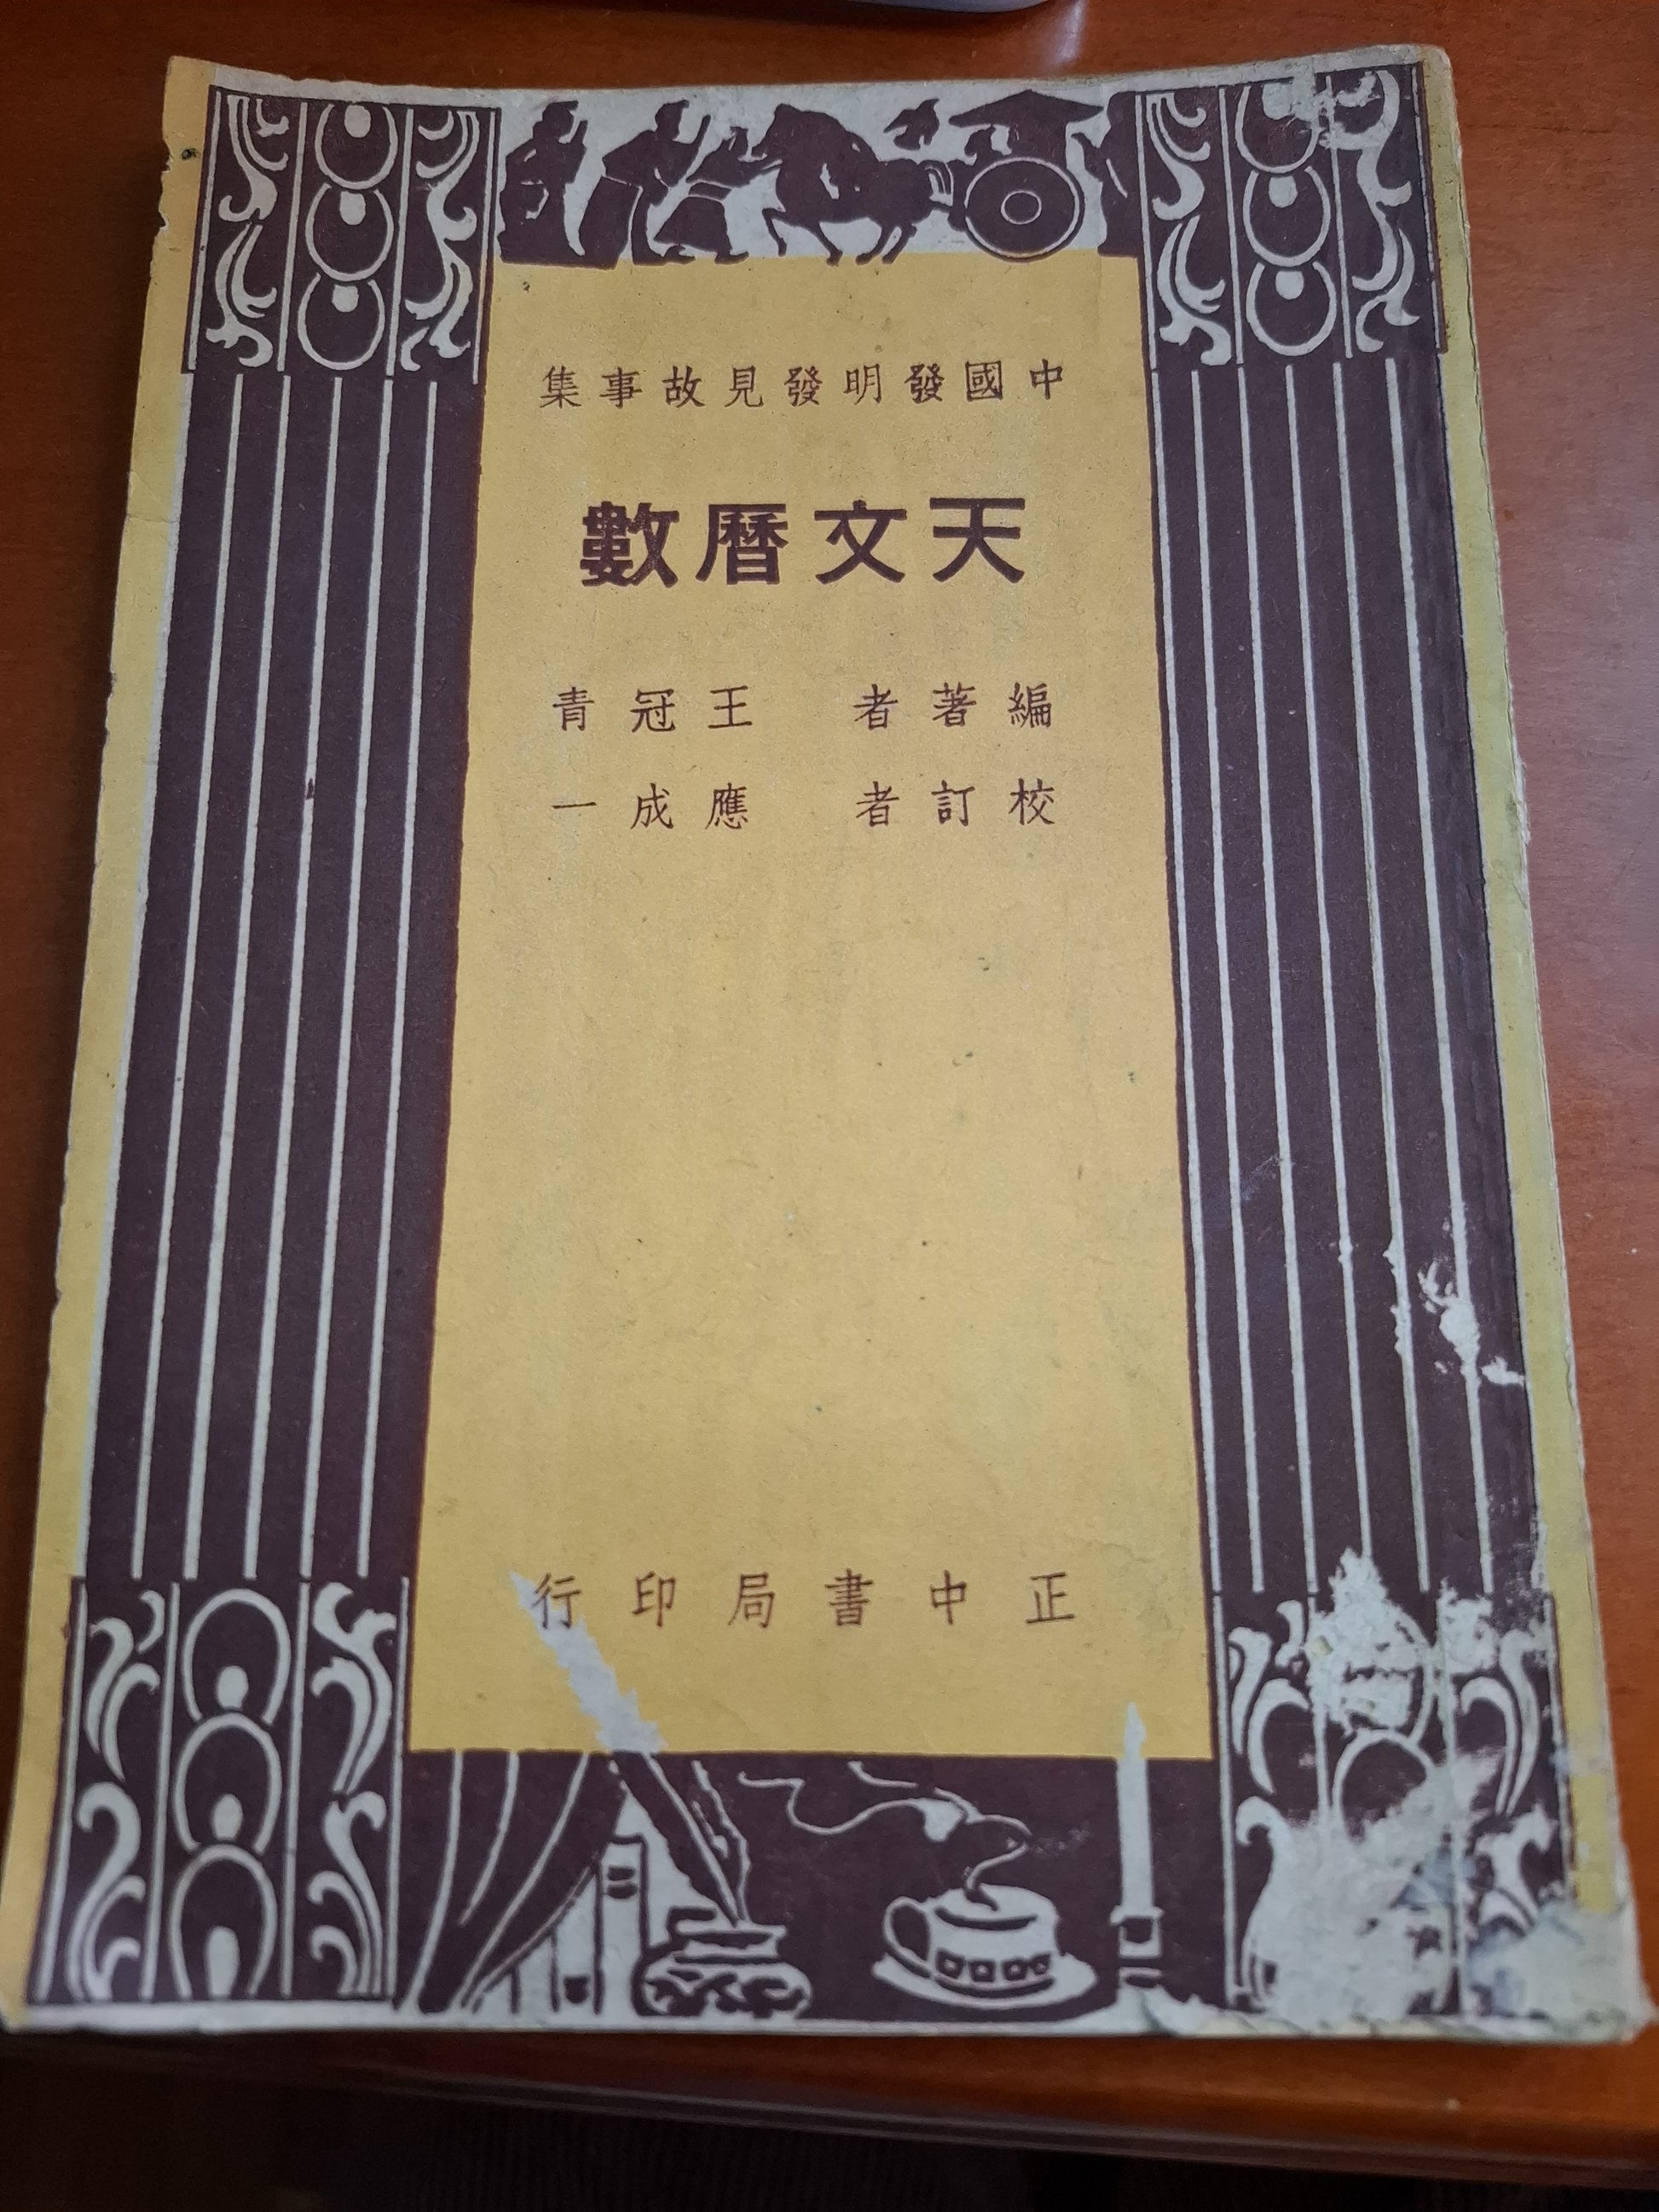 中國發明發見故事集
天文曆數
編著者 王冠青
校訂者 應成一
正中書局印行